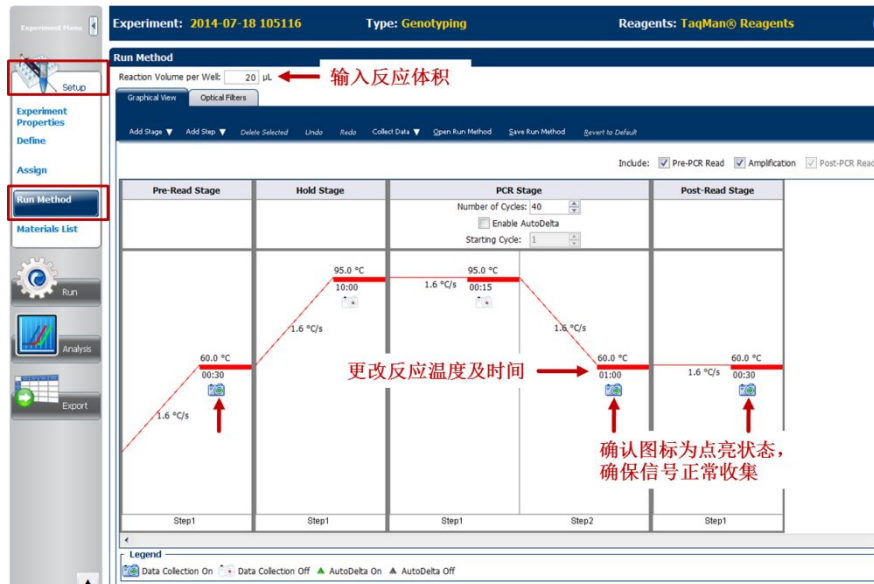 Experiment Menu
Experiment: 2014-07-18 105116 Type: Genotyping Reagents: TaqMan® Reagents
Setup
Experiment Properties
Define
Assign
Run Method
Materials List
Run
Analysis
Export
Run Method
Reaction Volume per Well: 20 µL 输入反应体积
Graphical View Optical Filters
Add Stage ▼ Add Step ▼ Delete Selected Undo Redo Collect Data ▼ Open Run Method Save Run Method Revert to Default
Include: Pre-PCR Read Amplification Post-PCR Read
Pre-Read Stage Hold Stage PCR Stage Post-Read Stage
Number of Cycles: 40
Enable AutoDelta
Starting Cycle: 1
95.0 °C 95.0 °C
10:00 1.6 °C/s 00:15
1.6 °C/s 1.6 °C/s
60.0 °C 更改反应温度及时间 60.0 °C 60.0 °C
00:30 01:00 1.6 °C/s 00:30
1.6 °C/s
确认图标为点亮状态，
确保信号正常收集
Step1 Step1 Step1 Step2 Step1
Legend
Data Collection On Data Collection Off AutoDelta On AutoDelta Off